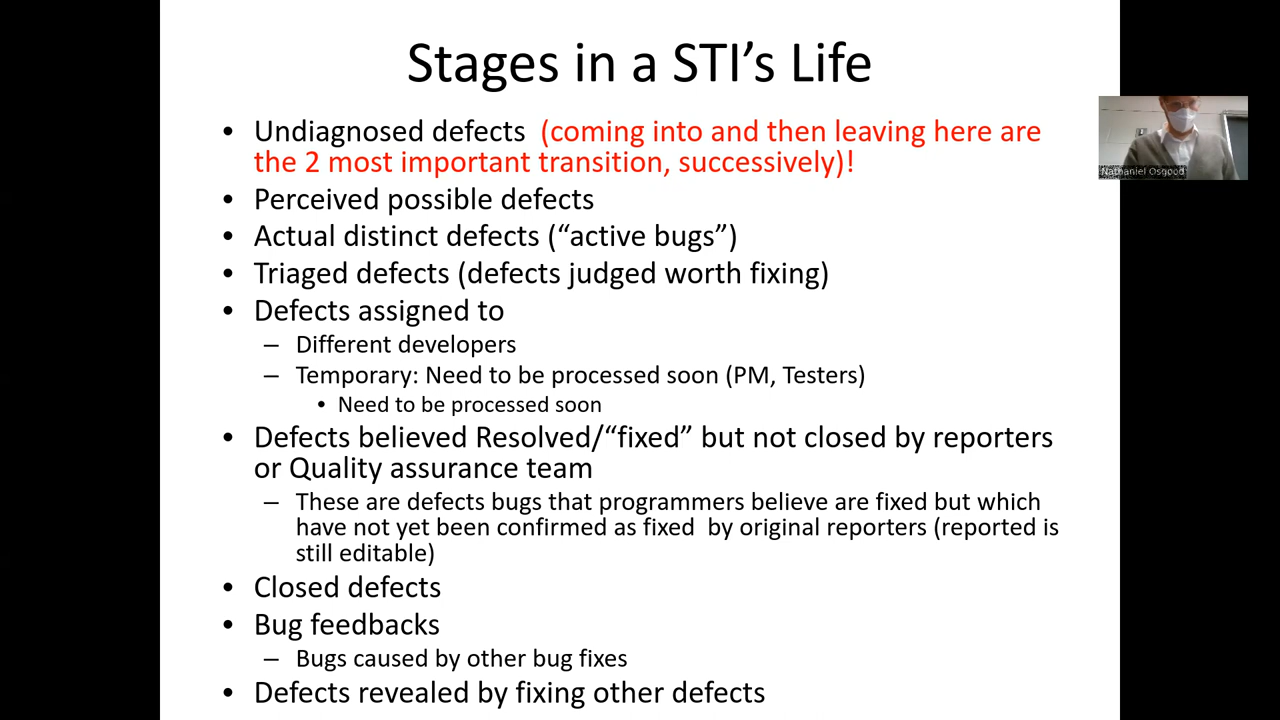 Stages in a STI’s Life
• Undiagnosed defects (coming into and then leaving here are
the 2 most important transition, successively)!
• Perceived possible defects
• Actual distinct defects (“active bugs”)
• Triaged defects (defects judged worth fixing)
• Defects assigned to
– Different developers
– Temporary: Need to be processed soon (PM, Testers)
• Need to be processed soon
• Defects believed Resolved/“fixed” but not closed by reporters
or Quality assurance team
– These are defects bugs that programmers believe are fixed but which
have not yet been confirmed as fixed by original reporters (reported is
still editable)
• Closed defects
• Bug feedbacks
– Bugs caused by other bug fixes
• Defects revealed by fixing other defects
Nathaniel Osgood